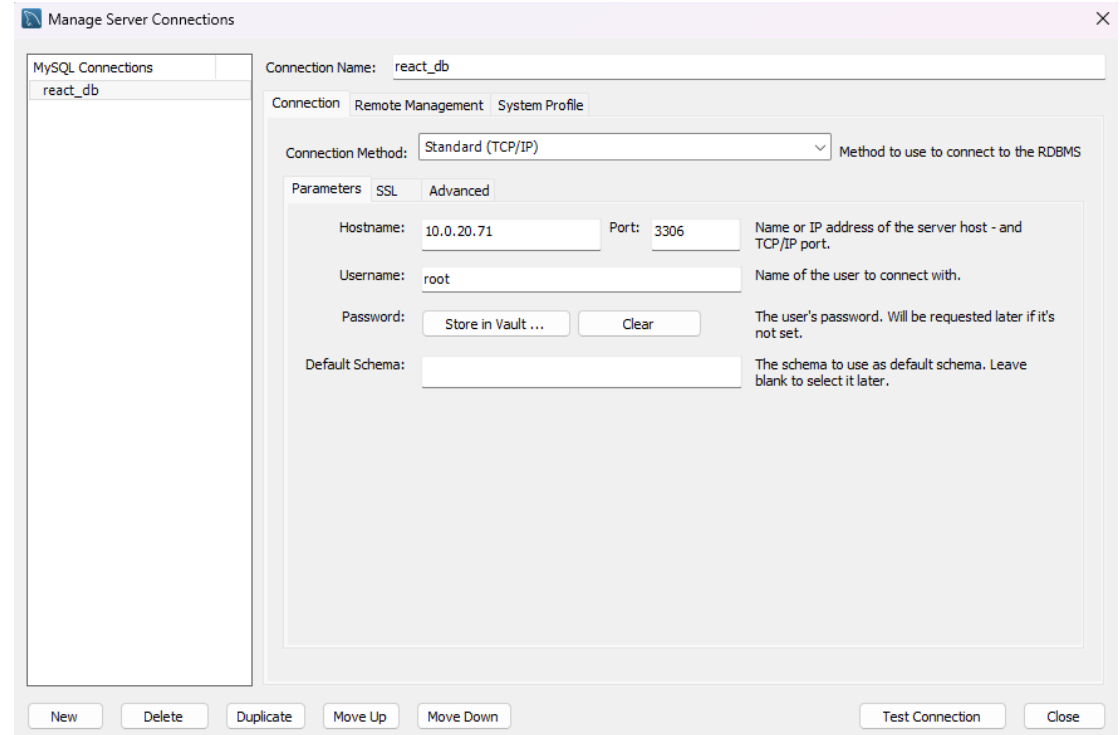 Manage Server Connections
MySQL Connections
react_db
Connection Name: react_db
Connection Remote Management System Profile
Connection Method: Standard (TCP/IP) Method to use to connect to the RDBMS
Parameters SSL Advanced
Hostname: 10.0.20.71 Port: 3306 Name or IP address of the server host - and
TCP/IP port.
Username: root Name of the user to connect with.
Password: Store in Vault ... Clear The user's password. Will be requested later if it's
not set.
Default Schema: The schema to use as default schema. Leave
blank to select it later.
New Delete Duplicate Move Up Move Down Test Connection Close